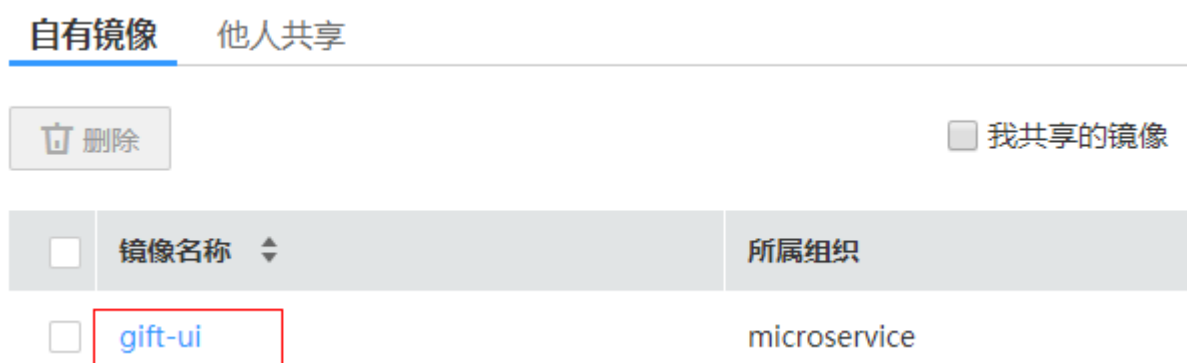 自有镜像 他人共享
删除 我共享的镜像
镜像名称 所属组织
gift-ui microservice